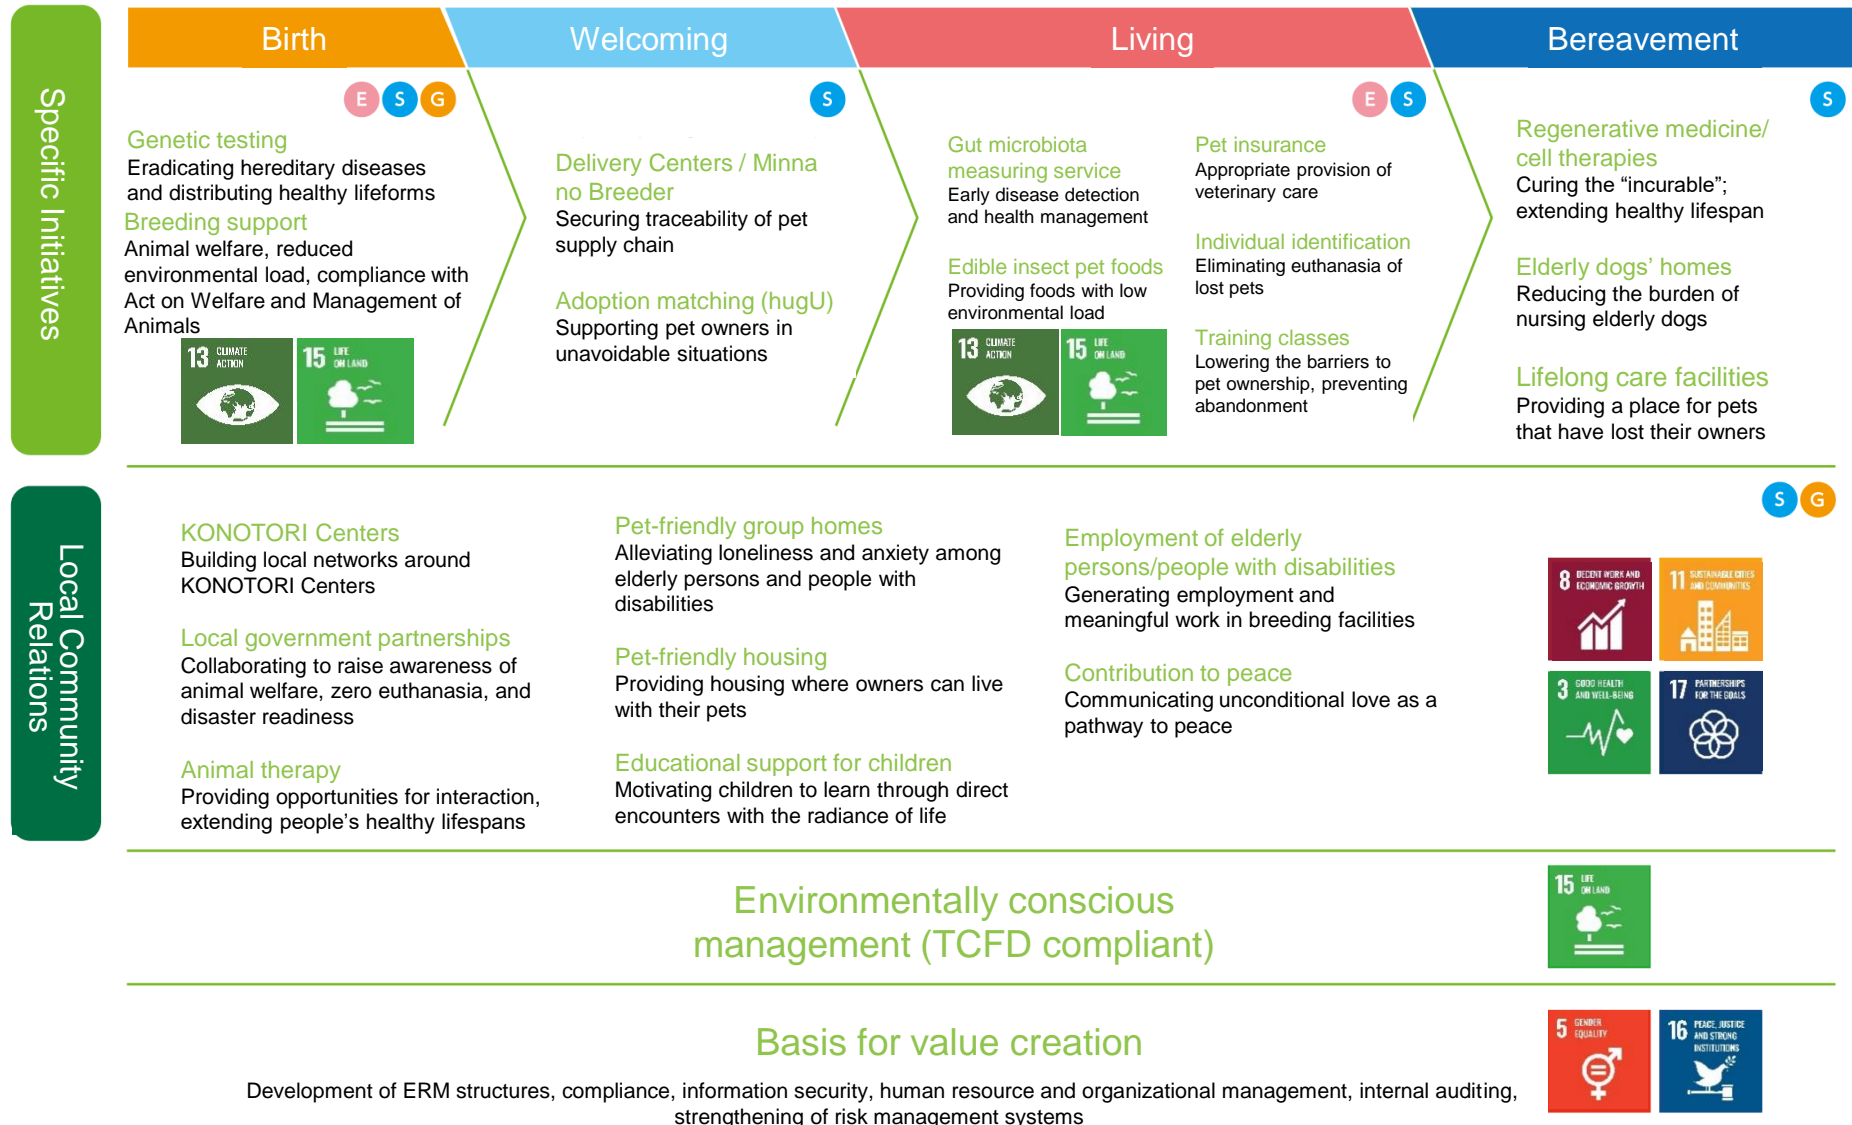 Specific Initiatives
Birth
Welcoming
Living
Bereavement
E S G
Genetic testing
Eradicating hereditary diseases
and distributing healthy lifeforms
Breeding support
Animal welfare, reduced
environmental load, compliance with
Act on Welfare and Management of
Animals
13 CLIMATE
ACTION
15 LIFE
ON LAND
S
Delivery Centers / Minna
no Breeder
Securing traceability of pet
supply chain
Adoption matching (hugU)
Supporting pet owners in
unavoidable situations
E S
Gut microbiota
measuring service
Early disease detection
and health management
Edible insect pet foods
Providing foods with low
environmental load
13 CLIMATE
ACTION
15 LIFE
ON LAND
Pet insurance
Appropriate provision of
veterinary care
Individual identification
Eliminating euthanasia of
lost pets
Training classes
Lowering the barriers to
pet ownership, preventing
abandonment
S
Regenerative medicine/
cell therapies
Curing the “incurable”;
extending healthy lifespan
Elderly dogs’ homes
Reducing the burden of
nursing elderly dogs
Lifelong care facilities
Providing a place for pets
that have lost their owners
Local Community
Relations
S G
KONOTORI Centers
Building local networks around
KONOTORI Centers
Local government partnerships
Collaborating to raise awareness of
animal welfare, zero euthanasia, and
disaster readiness
Animal therapy
Providing opportunities for interaction,
extending people’s healthy lifespans
Pet-friendly group homes
Alleviating loneliness and anxiety among
elderly persons and people with
disabilities
Pet-friendly housing
Providing housing where owners can live
with their pets
Educational support for children
Motivating children to learn through direct
encounters with the radiance of life
Employment of elderly
persons/people with disabilities
Generating employment and
meaningful work in breeding facilities
Contribution to peace
Communicating unconditional love as a
pathway to peace
8 DECENT WORK AND
ECONOMIC GROWTH
11 SUSTAINABLE CITIES
AND COMMUNITIES
3 GOOD HEALTH
AND WELL-BEING
17 PARTNERSHIPS
FOR THE GOALS
Environmentally conscious
management (TCFD compliant)
15 LIFE
ON LAND
Basis for value creation
Development of ERM structures, compliance, information security, human resource and organizational management, internal auditing,
strengthening of risk management systems
5 GENDER
EQUALITY
16 PEACE, JUSTICE
AND STRONG
INSTITUTIONS